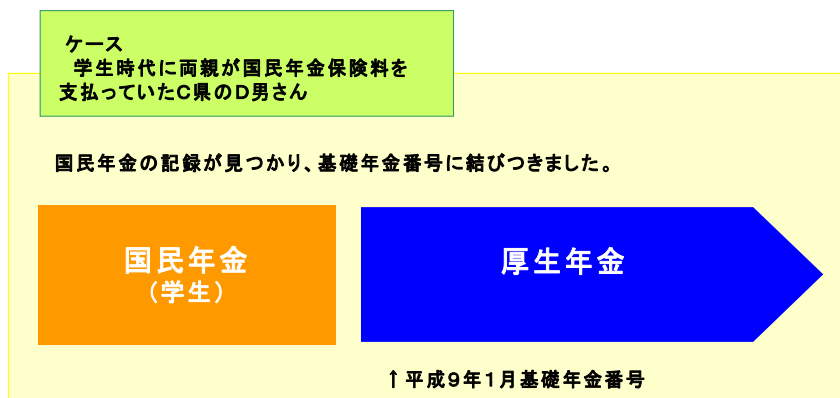 ケース
学生時代に両親が国民年金保険料を
支払っていたC県のD男さん
国民年金の記録が見つかり、基礎年金番号に結びつきました。
国民年金
（学生）
厚生年金
↑平成９年１月基礎年金番号